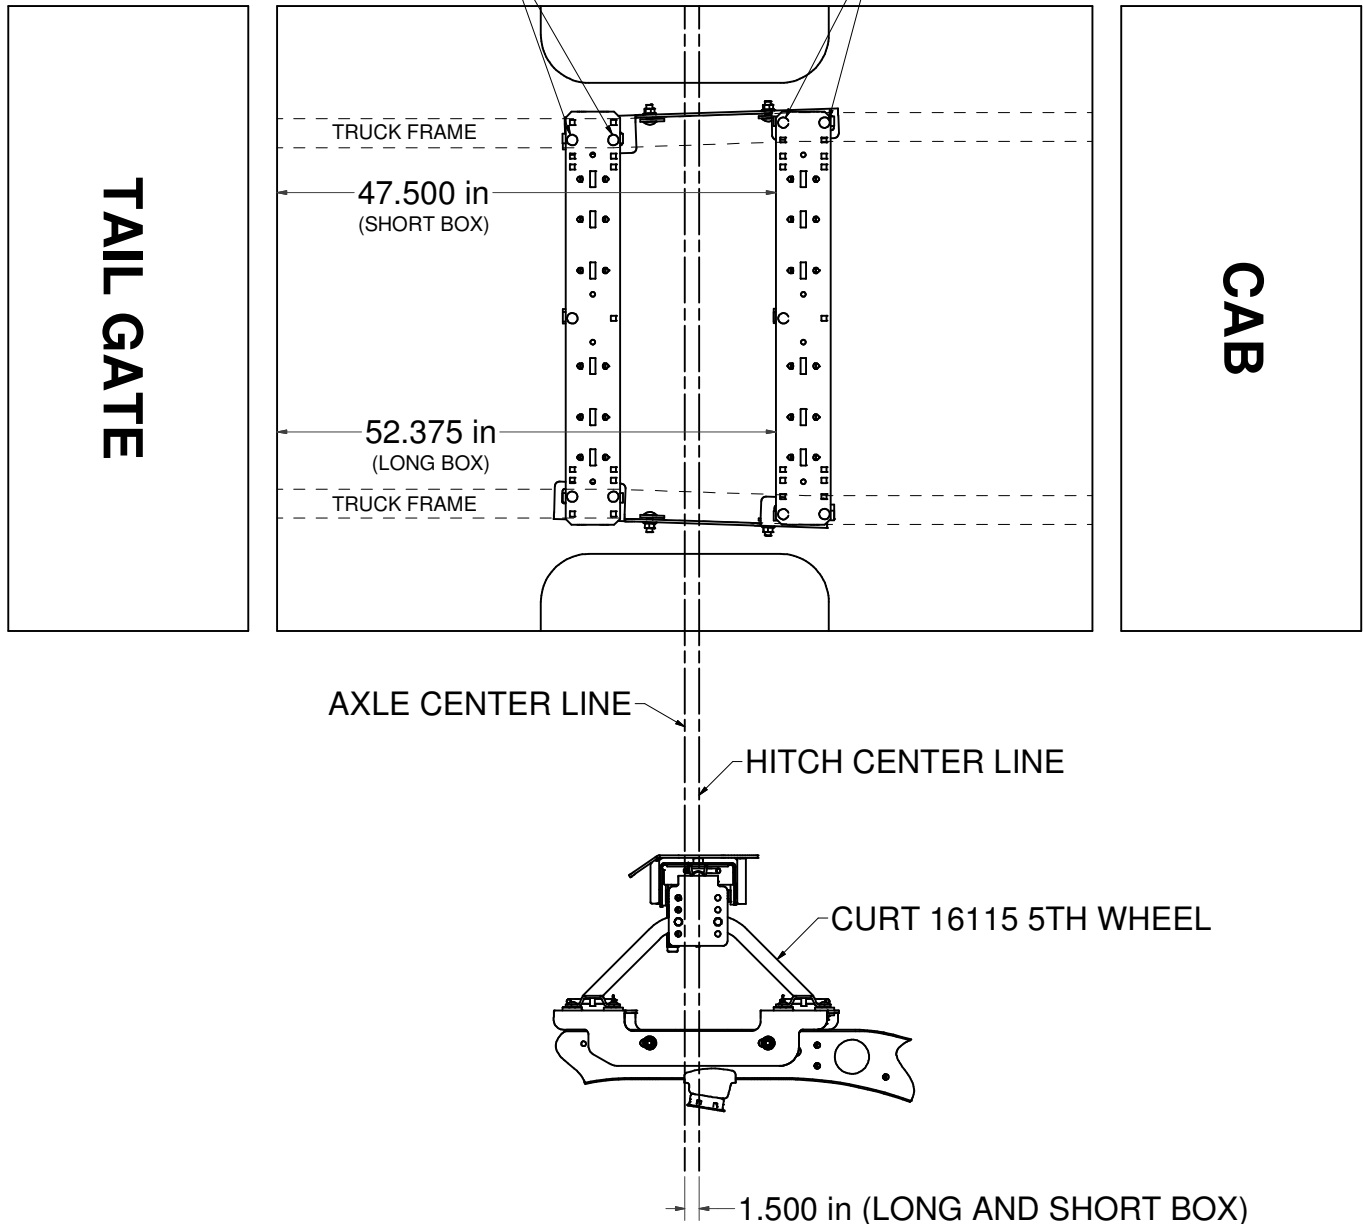 TRUCK FRAME
47.500 in
(SHORT BOX)
TAIL GATE
CAB
52.375 in
(LONG BOX)
TRUCK FRAME
AXLE CENTER LINE
HITCH CENTER LINE
CURT 16115 5TH WHEEL
1.500 in (LONG AND SHORT BOX)